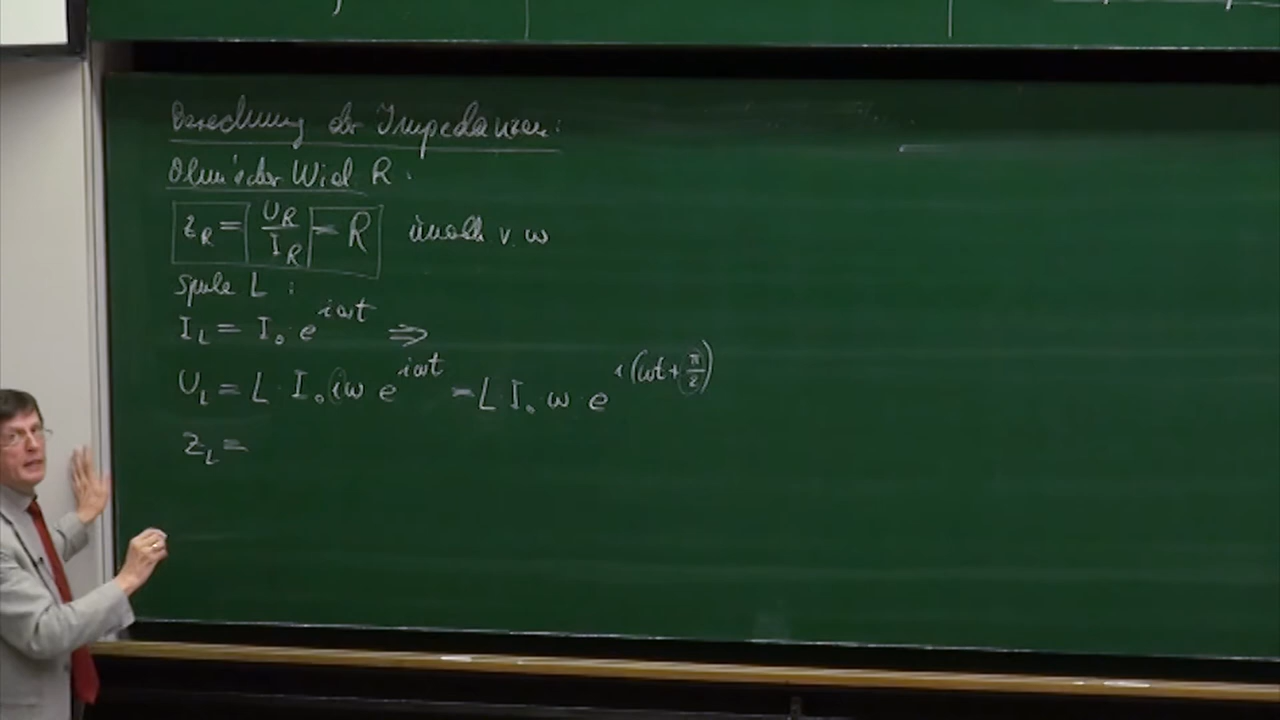 Berechnung der Impedanzen:
Ohm'scher Wid R :
Z_R = U_R / I_R = R unabh v. ω
Spule L :
I_L = I_0 · e^{iωt} ⇒
U_L = L · I_0 iω e^{iωt} = L · I_0 · ω · e^{i(ωt + π/2)}
Z_L =